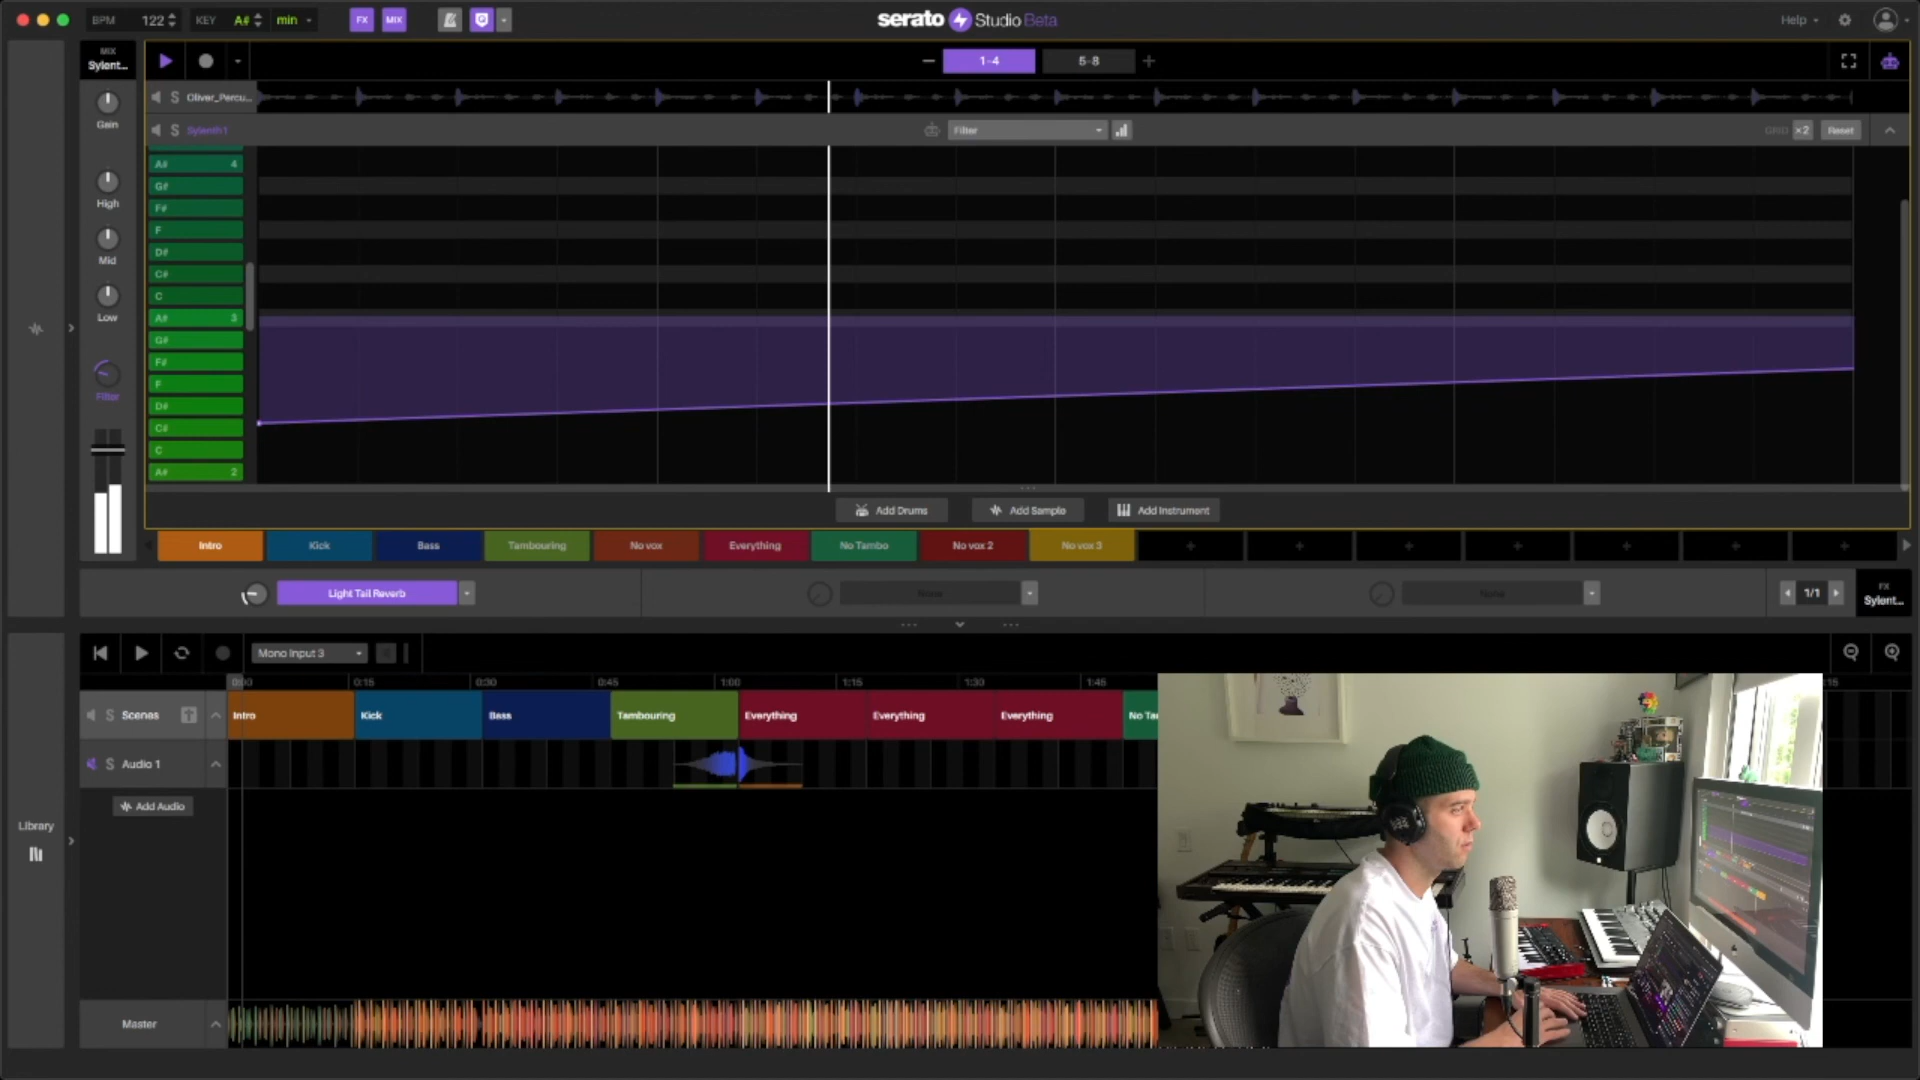 BPM 122 KEY A# min FX MIX serato Studio Beta Help
MIX
Sylent... 1-4 5-8
Gain
High
Mid
Low
Filter
S Oliver_Percu...
S Sylenth1 Filter GRID x2 Reset
A# 4
G#
F#
F
D#
C#
C
A# 3
G#
F#
F
D#
C#
C
A# 2
Add Drums Add Sample Add Instrument
Intro Kick Bass Tambouring No vox Everything No Tambo No vox 2 No vox 3
Light Tail Reverb None None 1/1 FX
Sylent...
Mono Input 3
0:00 0:15 0:30 0:45 1:00 1:15 1:30 1:45
S Scenes Intro Kick Bass Tambouring Everything Everything Everything No Ta
S Audio 1
Add Audio
Library
Master